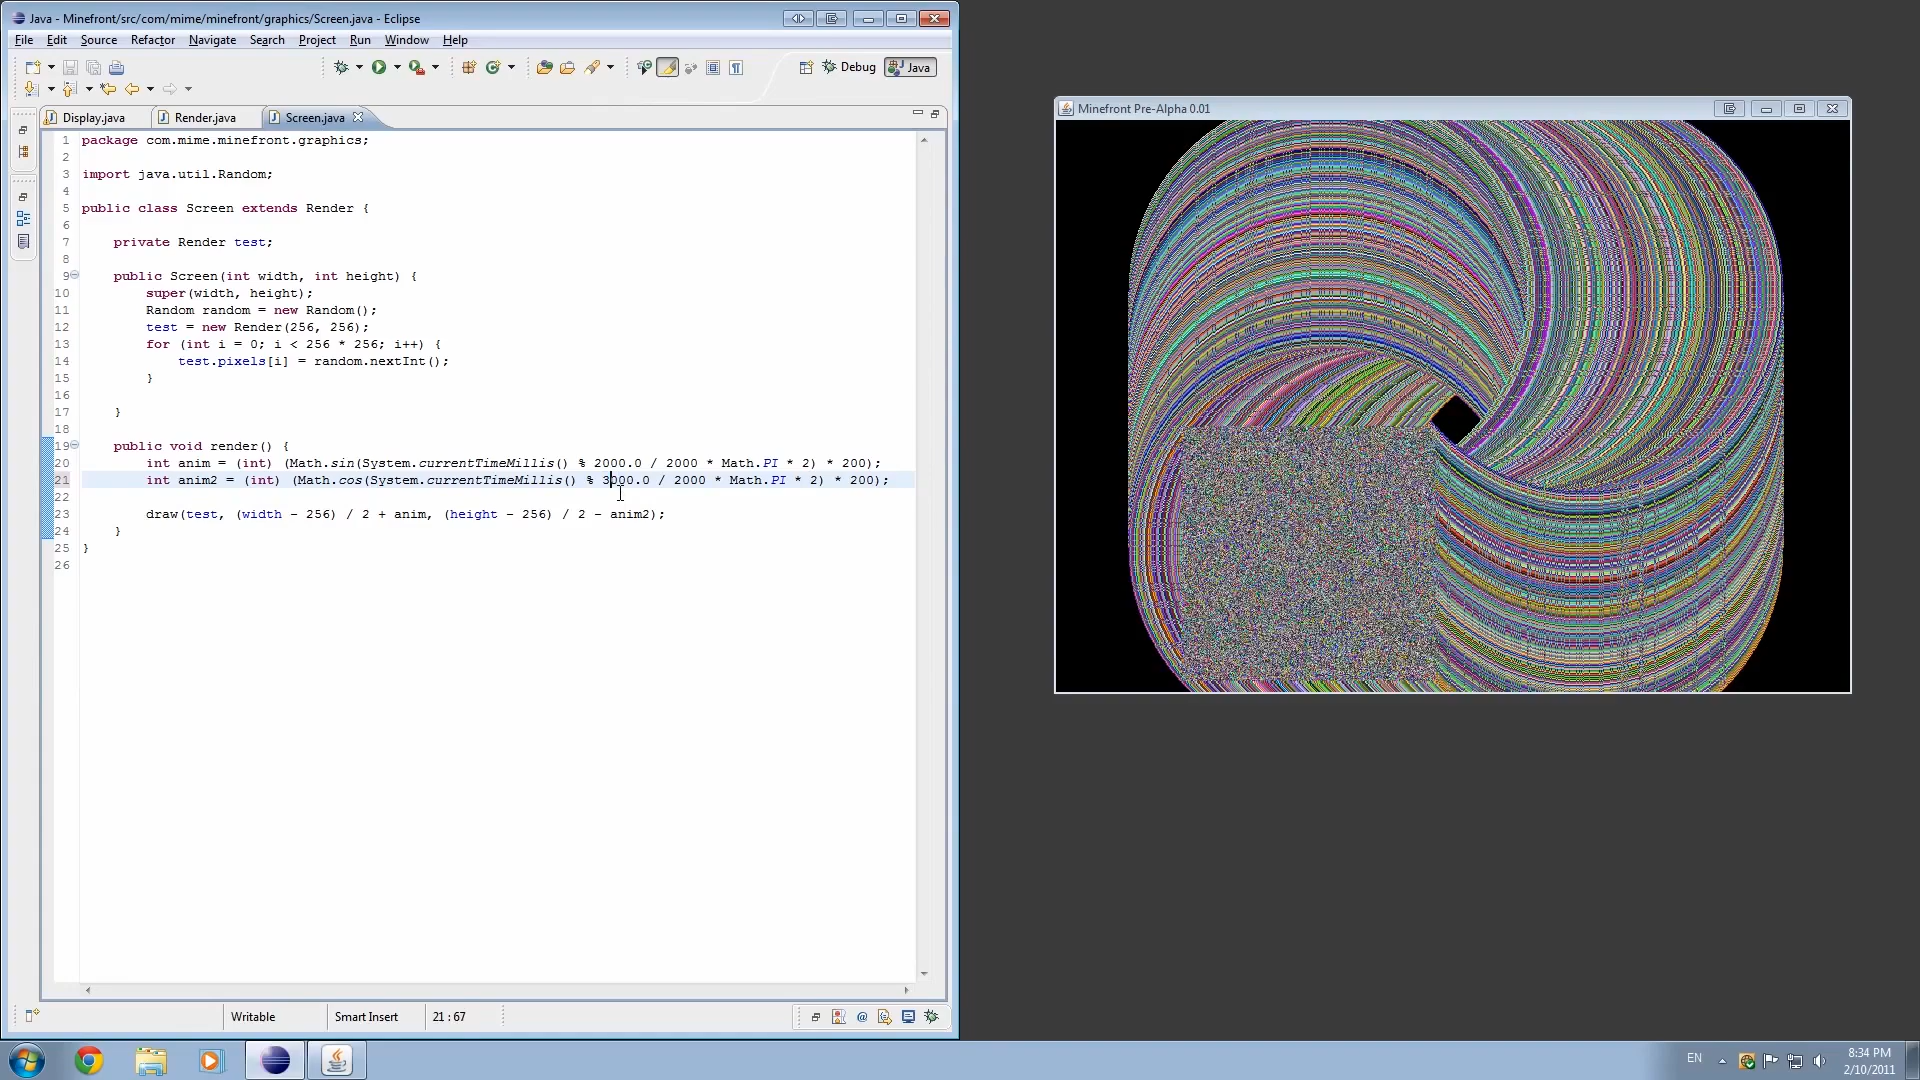 Java - Minefront/src/com/mime/minefront/graphics/Screen.java - Eclipse
File Edit Source Refactor Navigate Search Project Run Window Help
Debug Java
Display.java Render.java Screen.java
1 package com.mime.minefront.graphics;
2
3 import java.util.Random;
4
5 public class Screen extends Render {
6
7 private Render test;
8
9 public Screen(int width, int height) {
10 super(width, height);
11 Random random = new Random();
12 test = new Render(256, 256);
13 for (int i = 0; i < 256 * 256; i++) {
14 test.pixels[i] = random.nextInt();
15 }
16
17 }
18
19 public void render() {
20 int anim = (int) (Math.sin(System.currentTimeMillis() % 2000.0 / 2000 * Math.PI * 2) * 200);
21 int anim2 = (int) (Math.cos(System.currentTimeMillis() % 3000.0 / 2000 * Math.PI * 2) * 200);
22
23 draw(test, (width - 256) / 2 + anim, (height - 256) / 2 - anim2);
24 }
25 }
26
Writable Smart Insert 21 : 67
Minefront Pre-Alpha 0.01
EN
8:34 PM
2/10/2011